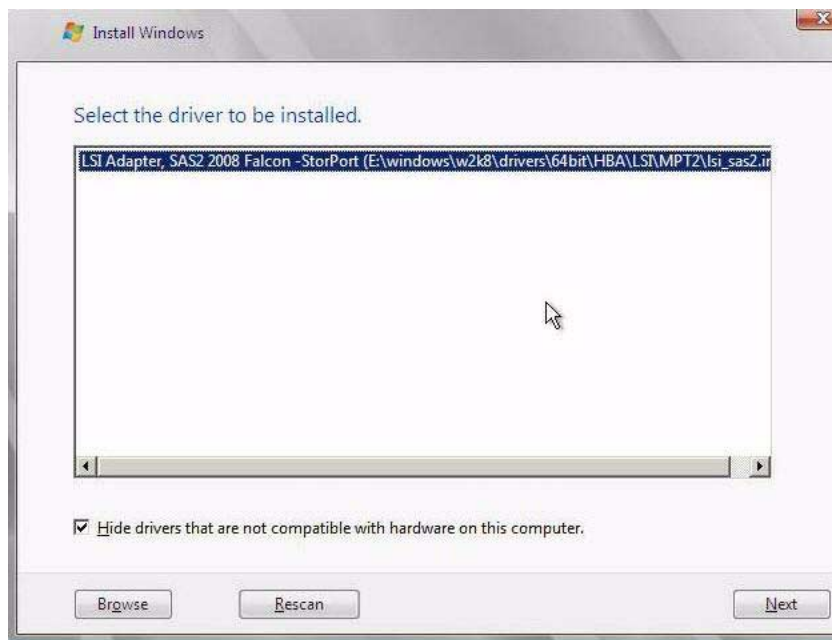 Install Windows
Select the driver to be installed.
LSI Adapter, SAS2 2008 Falcon -StorPort (E:\windows\w2k8\drivers\64bit\HBA\LSI\MPT2\lsi_sas2.in
Hide drivers that are not compatible with hardware on this computer.
Browse
Rescan
Next